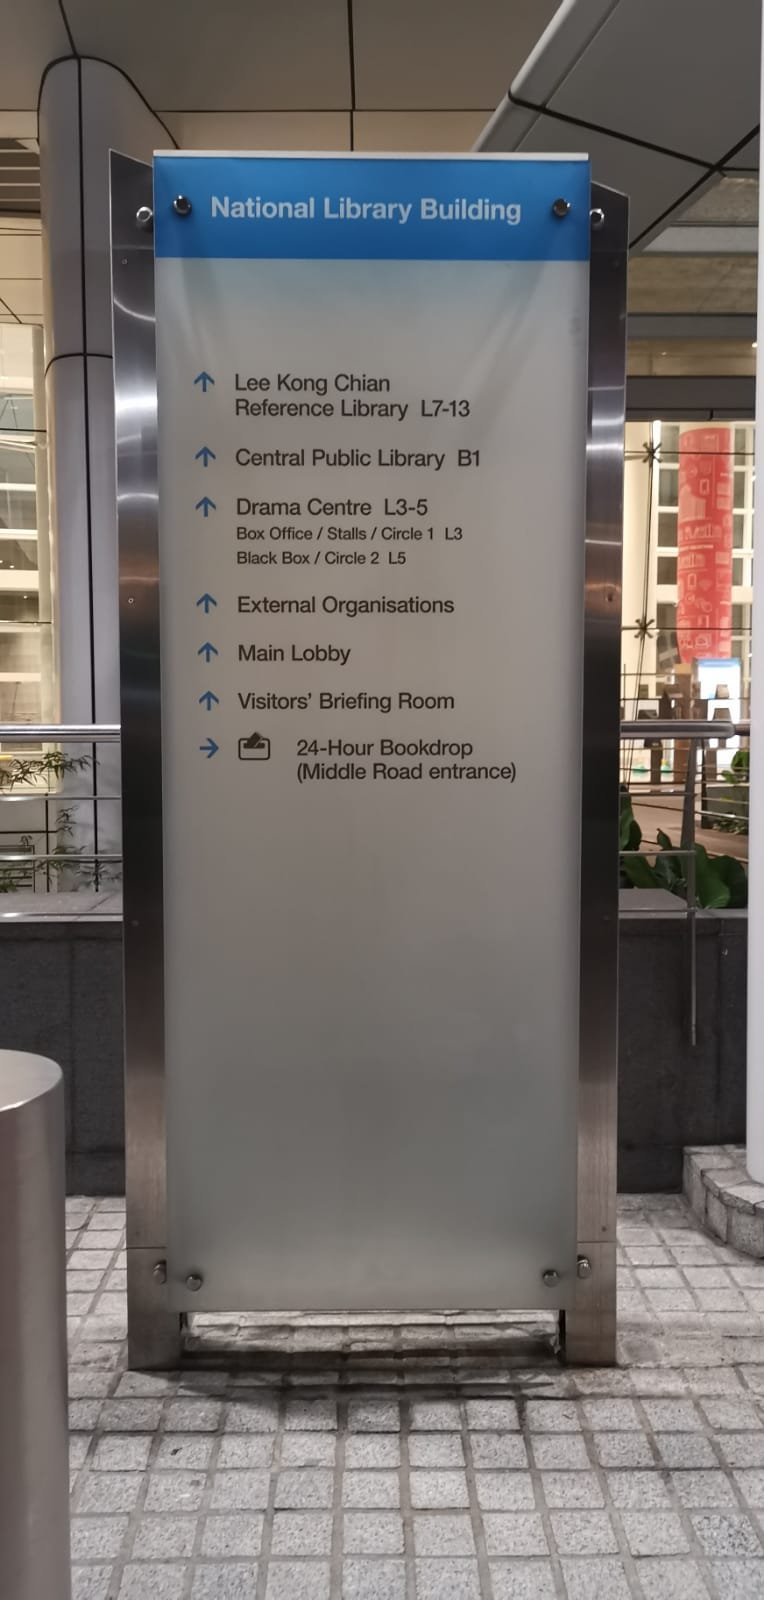 National Library Building
Lee Kong Chian
Reference Library L7-13
Central Public Library B1
Drama Centre L3-5
Box Office / Stalls / Circle 1 L3
Black Box / Circle 2 L5
External Organisations
Main Lobby
Visitors' Briefing Room
24-Hour Bookdrop
(Middle Road entrance)